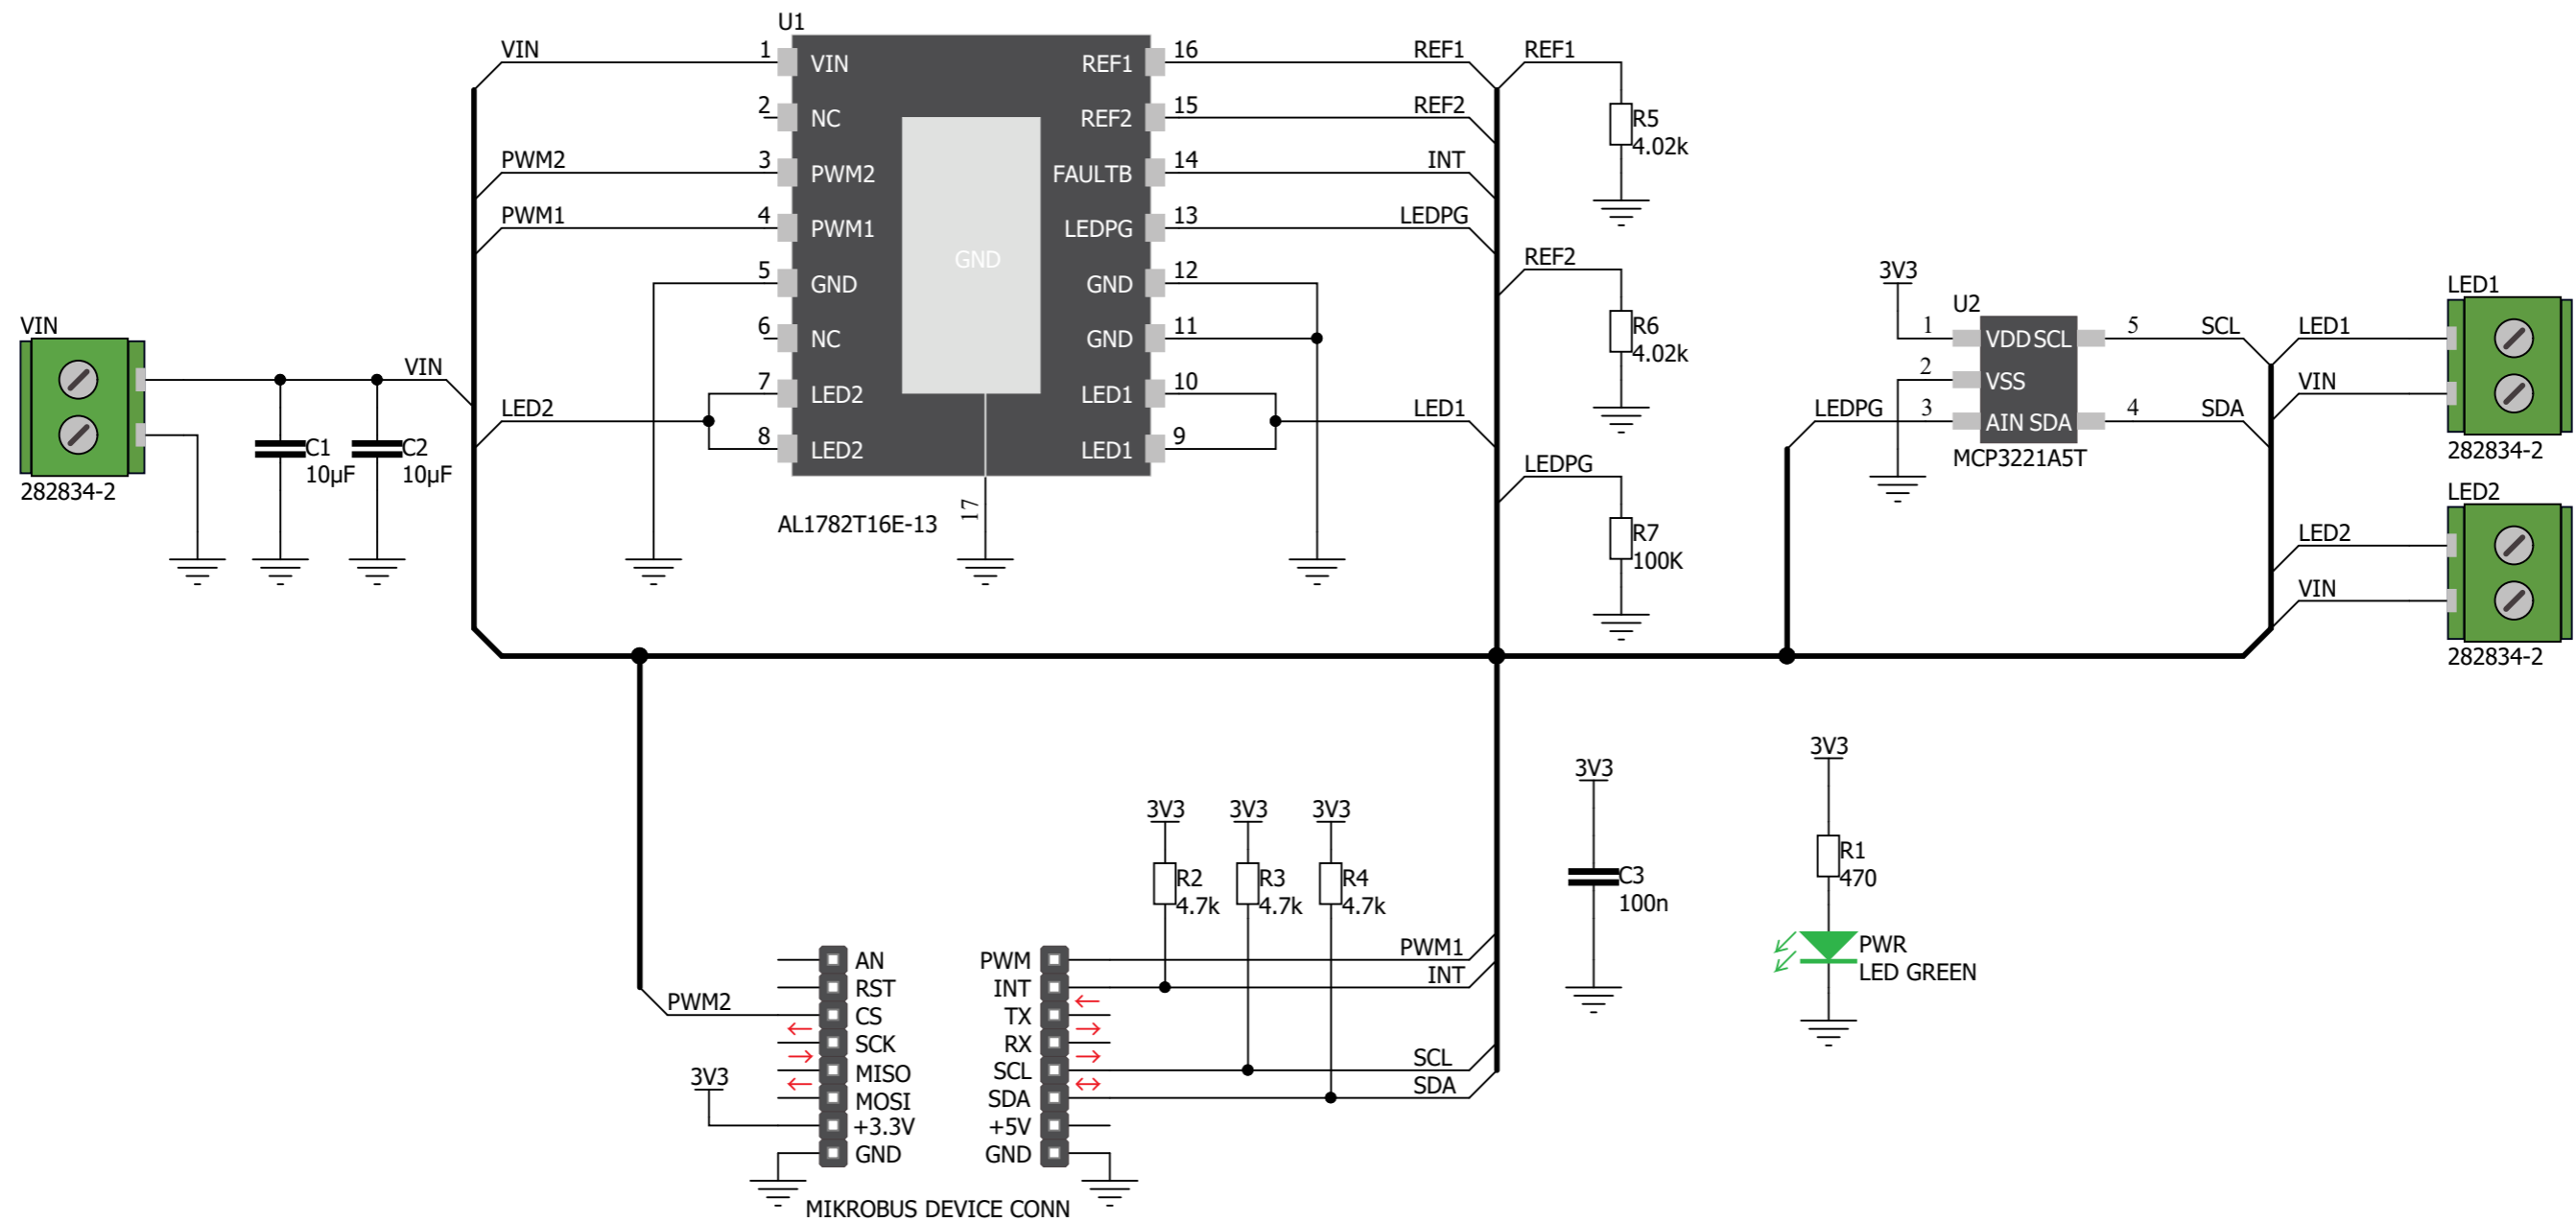 U1
VIN
1
VIN
2
NC
PWM2
3
PWM2
PWM1
4
PWM1
5
GND
6
NC
LED2
7
LED2
8
LED2
GND
17
AL1782T16E-13
REF1
16
REF1
REF2
15
REF2
FAULTB
14
INT
LEDPG
13
LEDPG
GND
12
GND
11
LED1
10
LED1
LED1
9
VIN
282834-2
VIN
C1
10µF
C2
10µF
REF1
R5
4.02k
REF2
R6
4.02k
LEDPG
R7
100K
3V3
U2
1
VDD
SCL
5
SCL
2
VSS
LEDPG
3
AIN
SDA
4
SDA
MCP3221A5T
LED1
LED1
VIN
282834-2
LED2
LED2
VIN
282834-2
3V3
R2
4.7k
3V3
R3
4.7k
3V3
R4
4.7k
3V3
C3
100n
3V3
R1
470
PWR
LED GREEN
PWM2
3V3
AN
RST
CS
SCK
MISO
MOSI
+3.3V
GND
PWM
INT
TX
RX
SCL
SDA
+5V
GND
PWM1
INT
SCL
SDA
MIKROBUS DEVICE CONN